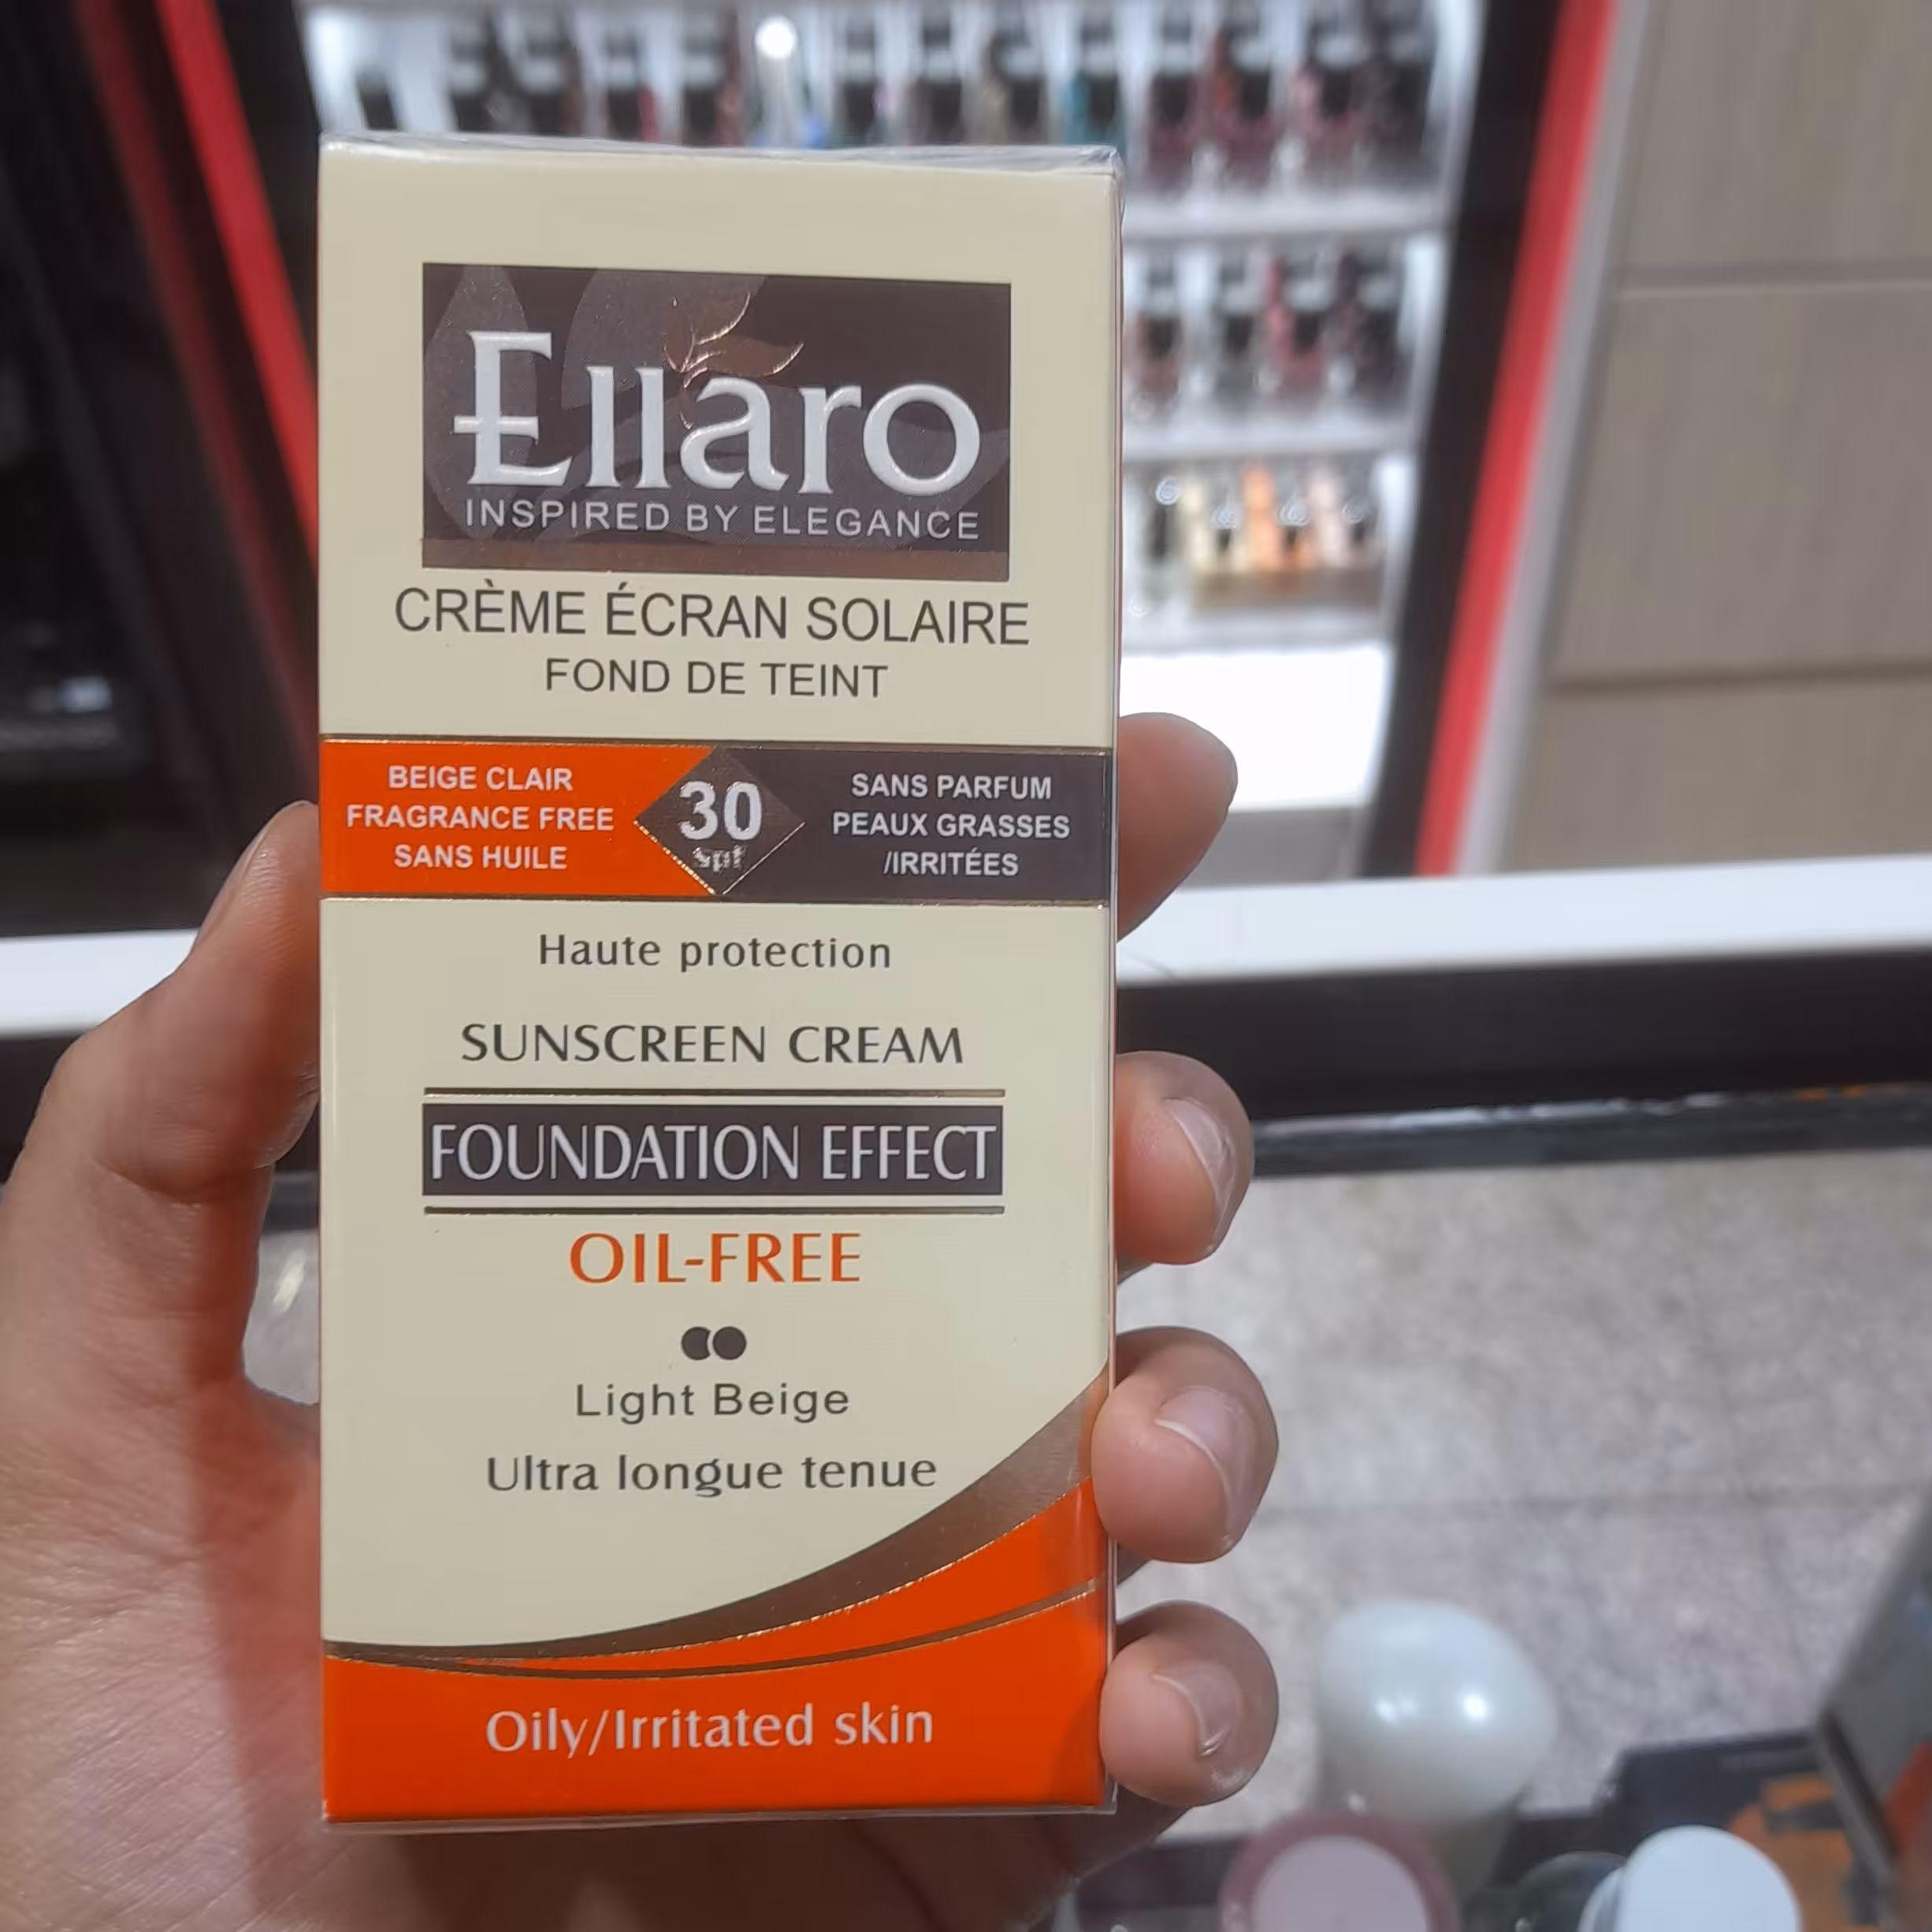 Ellaro
INSPIRED BY ELEGANCE
CRÈME ÉCRAN SOLAIRE
FOND DE TEINT
BEIGE CLAIR
FRAGRANCE FREE
SANS HUILE
30
spf
SANS PARFUM
PEAUX GRASSES
/IRRITÉES
Haute protection
SUNSCREEN CREAM
FOUNDATION EFFECT
OIL-FREE
Light Beige
Ultra longue tenue
Oily/Irritated skin